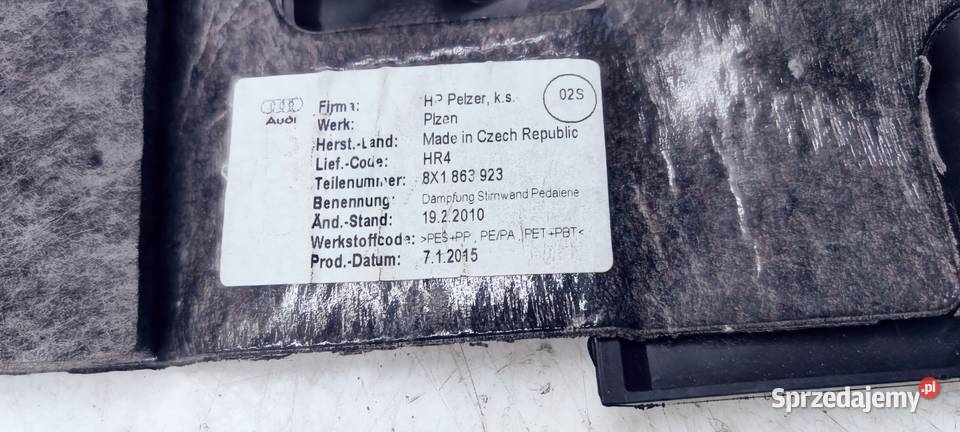 Audi
02S
Firma: HP Pelzer, k.s.
Werk: Plzen
Herst.-Land: Made in Czech Republic
Lief.-Code: HR4
Teilenummer: 8X1 863 923
Benennung: Dämpfung Stirnwand Pedalerie
Änd.-Stand: 19.2.2010
Werkstoffcode: >PES+PP , PE/PA , PET+PBT<
Prod.-Datum: 7.1.2015
Sprzedajemy.pl